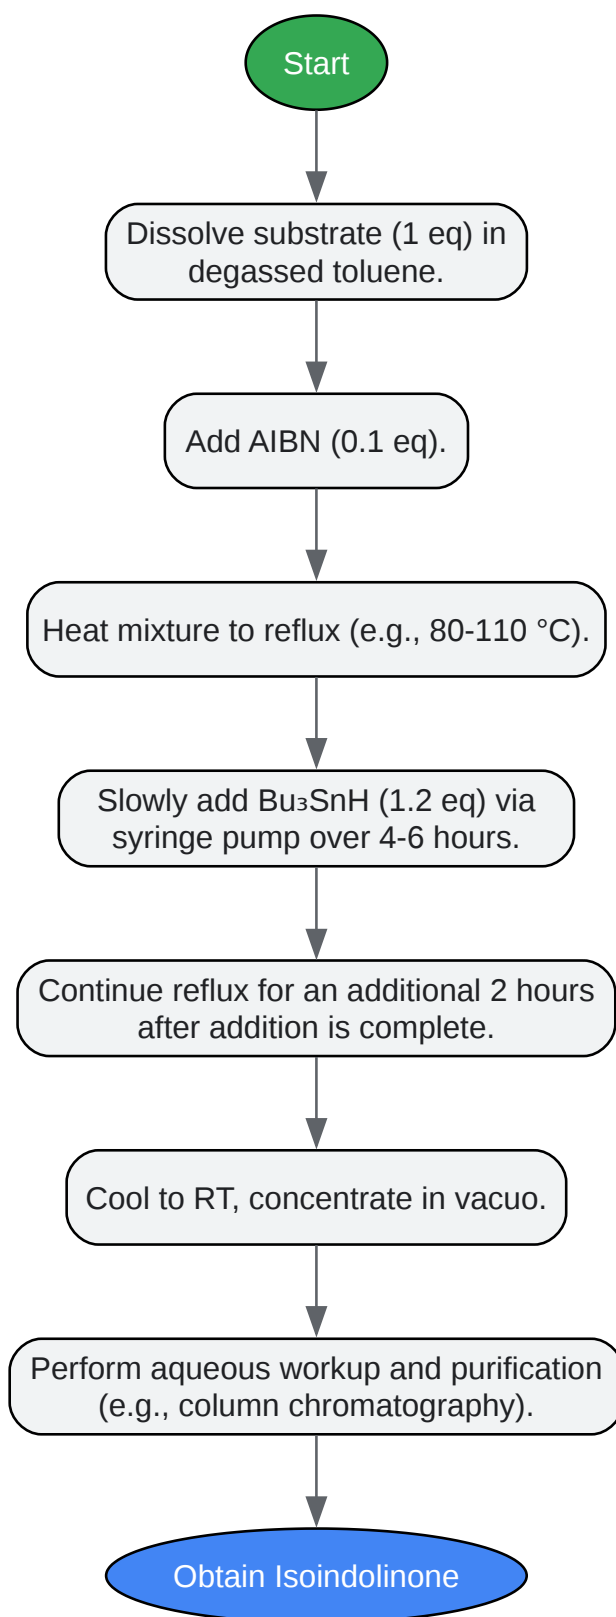 Start
Dissolve substrate (1 eq) in
degassed toluene.
Add AIBN (0.1 eq).
Heat mixture to reflux (e.g., 80-110 °C).
Slowly add Bu₃SnH (1.2 eq) via
syringe pump over 4-6 hours.
Continue reflux for an additional 2 hours
after addition is complete.
Cool to RT, concentrate in vacuo.
Perform aqueous workup and purification
(e.g., column chromatography).
Obtain Isoindolinone